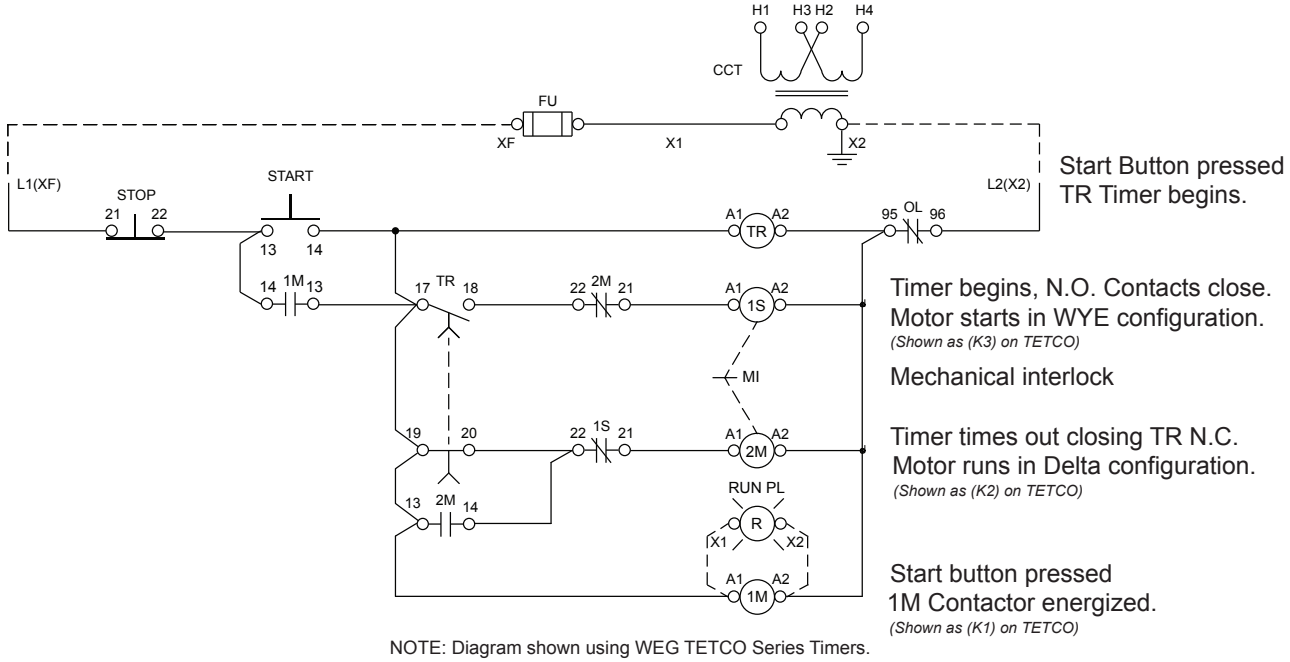 H1 H3 H2 H4
CCT
FU
XF X1 X2
L1(XF) L2(X2)
Start Button pressed
TR Timer begins.
STOP START
21 22 13 14 A1 TR A2 95 OL 96
14 1M 13 17 TR 18 22 2M 21 A1 1S A2
Timer begins, N.O. Contacts close.
Motor starts in WYE configuration.
(Shown as (K3) on TETCO)
MI
Mechanical interlock
19 20 22 1S 21 A1 2M A2
Timer times out closing TR N.C.
Motor runs in Delta configuration.
(Shown as (K2) on TETCO)
13 2M 14
RUN PL
X1 R X2
A1 1M A2
Start button pressed
1M Contactor energized.
(Shown as (K1) on TETCO)
NOTE: Diagram shown using WEG TETCO Series Timers.